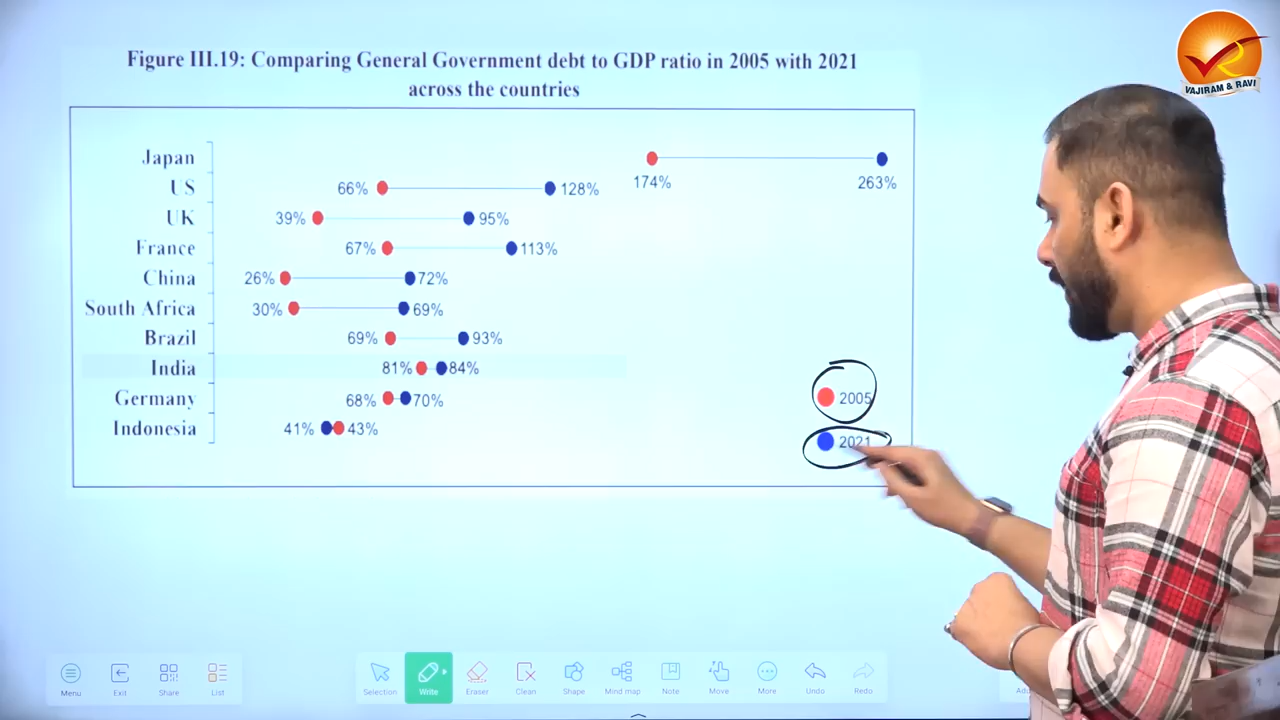 Figure III.19: Comparing General Government debt to GDP ratio in 2005 with 2021
across the countries
VAJIRAM & RAVI
Japan
174% 263%
US 66% 128%
UK 39% 95%
France 67% 113%
China 26% 72%
South Africa 30% 69%
Brazil 69% 93%
India 81% 84%
Germany 68% 70%
Indonesia 41% 43%
2005
2021
Menu Exit Share List Selection Write Eraser Clean Shape Mind map Note Move More Undo Redo